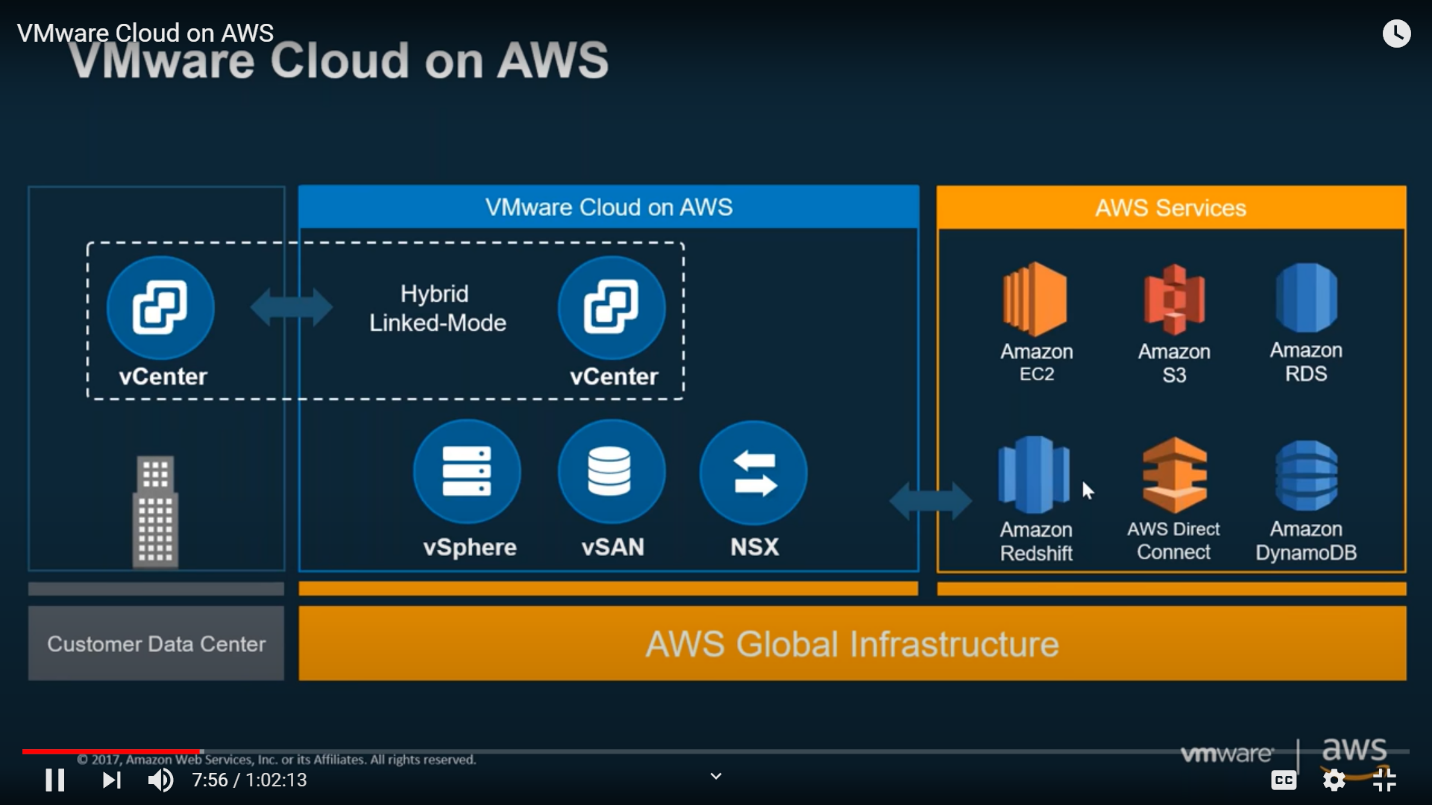 VMware Cloud on AWS
VMware Cloud on AWS
VMware Cloud on AWS
AWS Services
Hybrid
Linked-Mode
vCenter
vCenter
Amazon
EC2
Amazon
S3
Amazon
RDS
vSphere
vSAN
NSX
Amazon
Redshift
AWS Direct
Connect
Amazon
DynamoDB
Customer Data Center
AWS Global Infrastructure
© 2017, Amazon Web Services, Inc. or its Affiliates. All rights reserved.
vmware
aws
7:56 / 1:02:13
CC